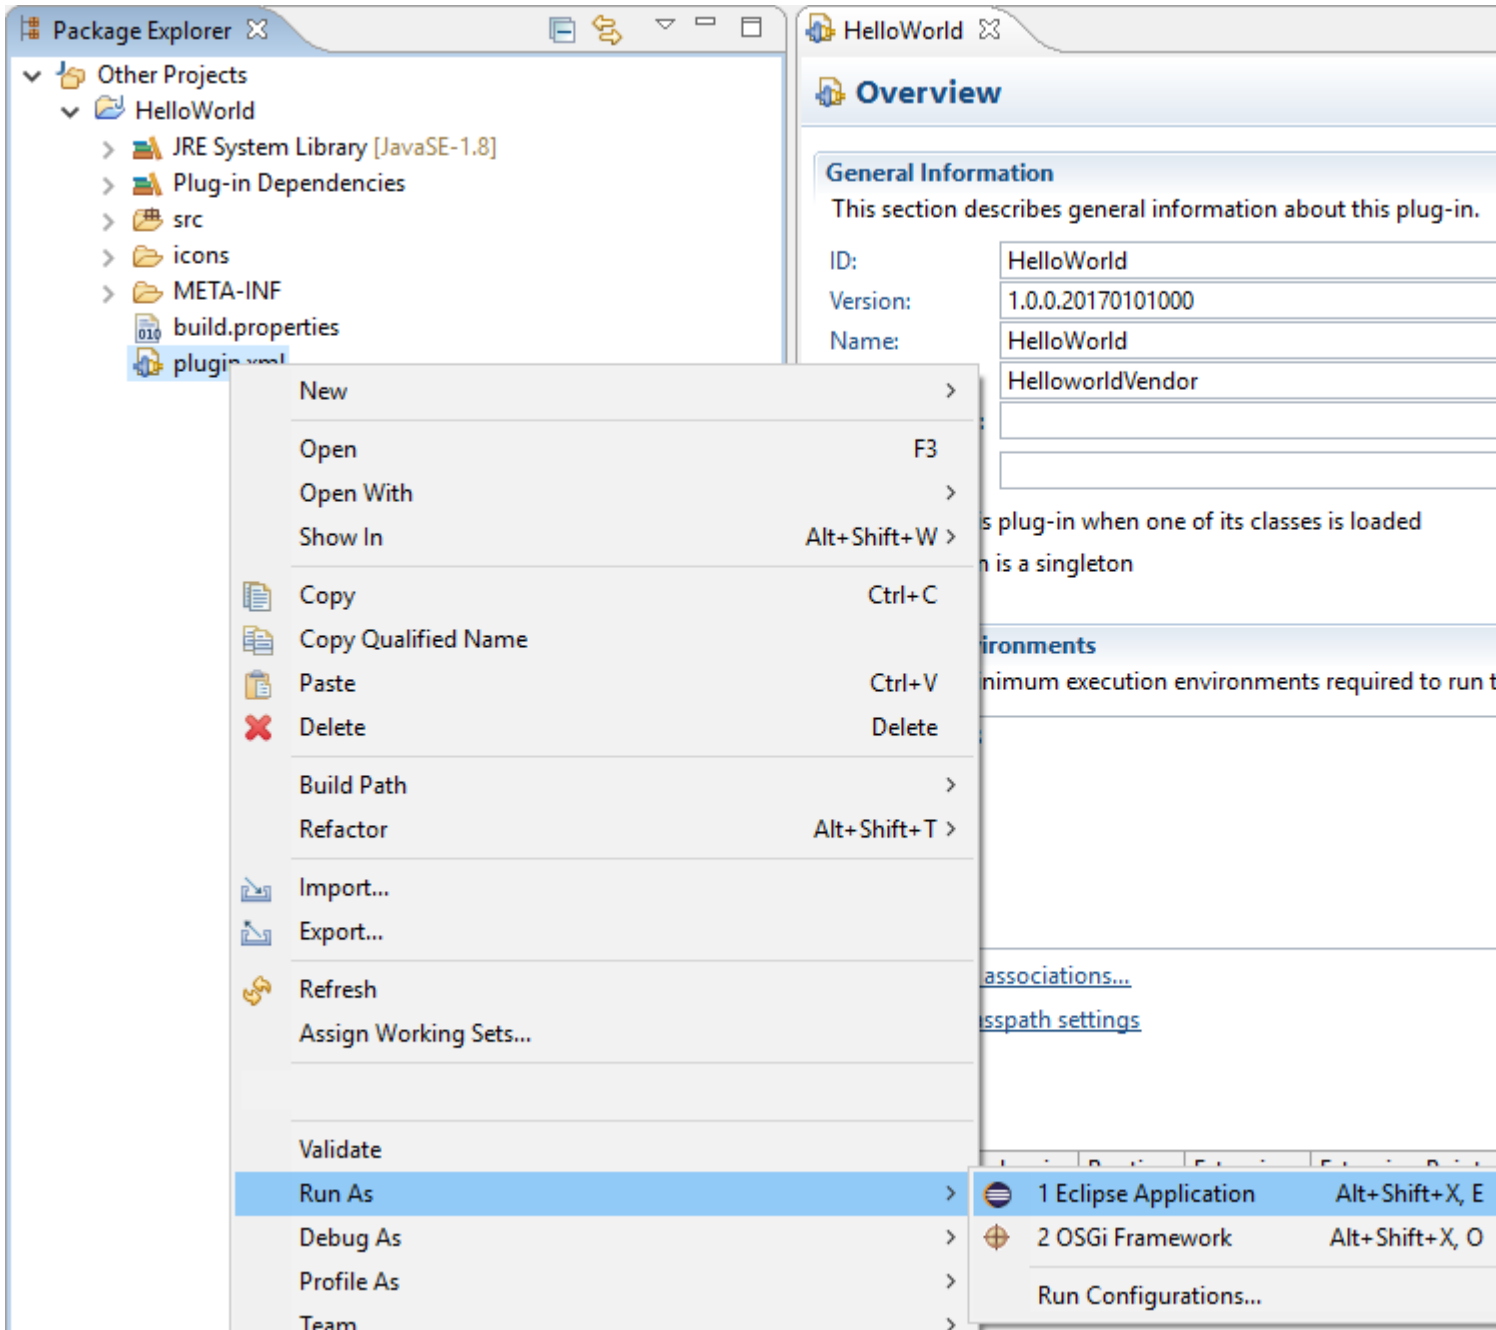 Package Explorer
Other Projects
HelloWorld
JRE System Library [JavaSE-1.8]
Plug-in Dependencies
src
icons
META-INF
build.properties
plugin.xml
New
Open F3
Open With
Show In Alt+Shift+W
Copy Ctrl+C
Copy Qualified Name
Paste Ctrl+V
Delete Delete
Build Path
Refactor Alt+Shift+T
Import...
Export...
Refresh
Assign Working Sets...
Validate
Run As
Debug As
Profile As
Team
1 Eclipse Application Alt+Shift+X, E
2 OSGi Framework Alt+Shift+X, O
Run Configurations...
HelloWorld
Overview
General Information
This section describes general information about this plug-in.
ID: HelloWorld
Version: 1.0.0.20170101000
Name: HelloWorld
HelloworldVendor
s plug-in when one of its classes is loaded
n is a singleton
ironments
nimum execution environments required to run t
associations...
asspath settings